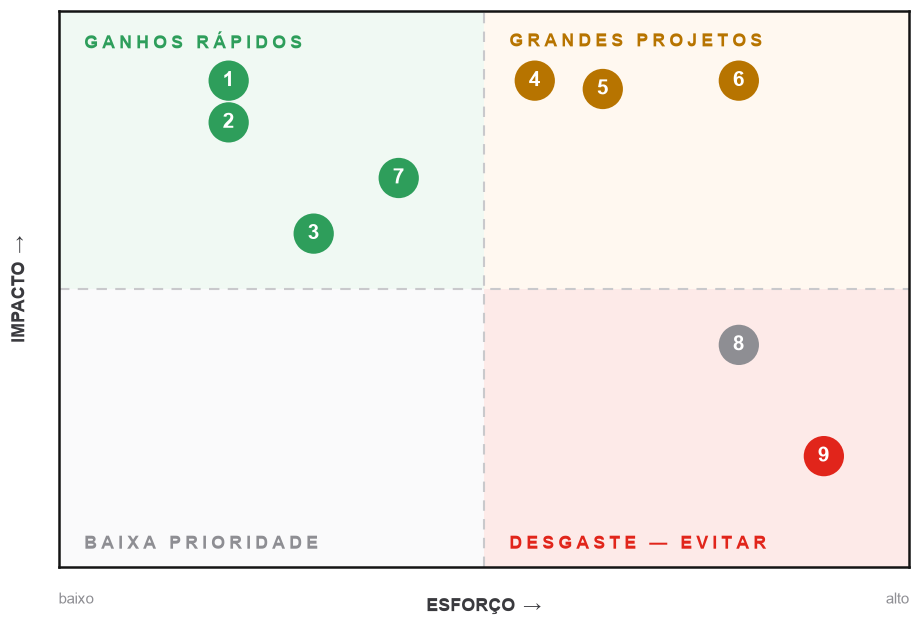 GANHOS RÁPIDOS
GRANDES PROJETOS
1
4
5
6
2
7
3
IMPACTO →
8
9
BAIXA PRIORIDADE
DESGASTE — EVITAR
baixo
ESFORÇO →
alto